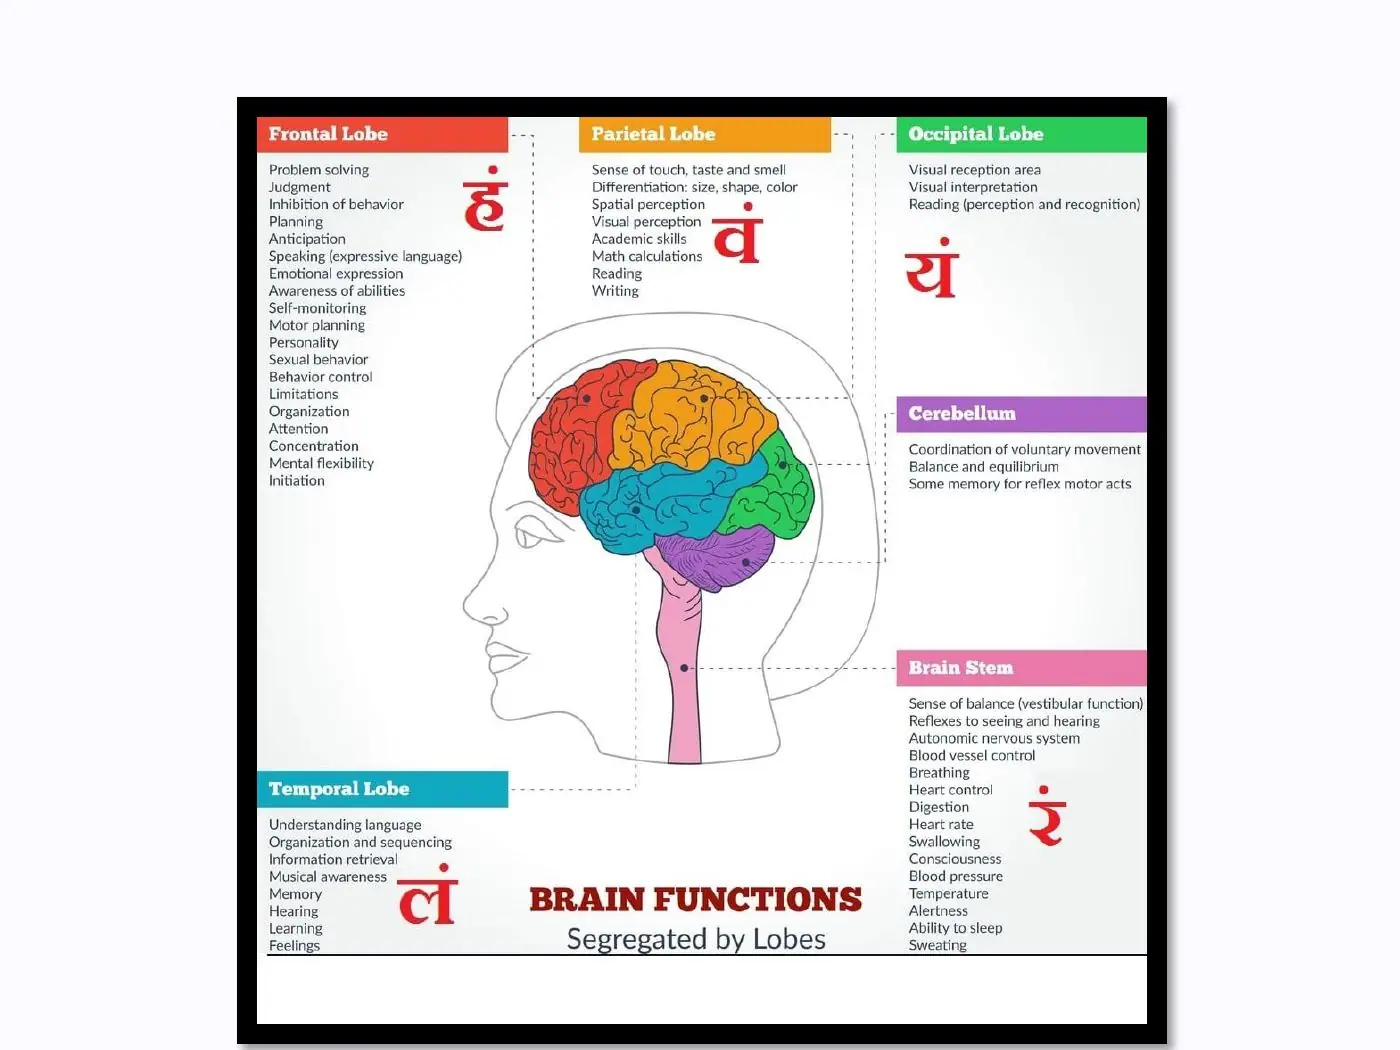 Frontal Lobe
Problem solving
Judgment
Inhibition of behavior
Planning
Anticipation
Speaking (expressive language)
Emotional expression
Awareness of abilities
Self-monitoring
Motor planning
Personality
Sexual behavior
Behavior control
Limitations
Organization
Attention
Concentration
Mental flexibility
Initiation
हं
Parietal Lobe
Sense of touch, taste and smell
Differentiation: size, shape, color
Spatial perception
Visual perception
Academic skills
Math calculations
Reading
Writing
वं
Occipital Lobe
Visual reception area
Visual interpretation
Reading (perception and recognition)
यं
Cerebellum
Coordination of voluntary movement
Balance and equilibrium
Some memory for reflex motor acts
Brain Stem
Sense of balance (vestibular function)
Reflexes to seeing and hearing
Autonomic nervous system
Blood vessel control
Breathing
Heart control
Digestion
Heart rate
Swallowing
Consciousness
Blood pressure
Temperature
Alertness
Ability to sleep
Sweating
रं
Temporal Lobe
Understanding language
Organization and sequencing
Information retrieval
Musical awareness
Memory
Hearing
Learning
Feelings
लं
BRAIN FUNCTIONS
Segregated by Lobes